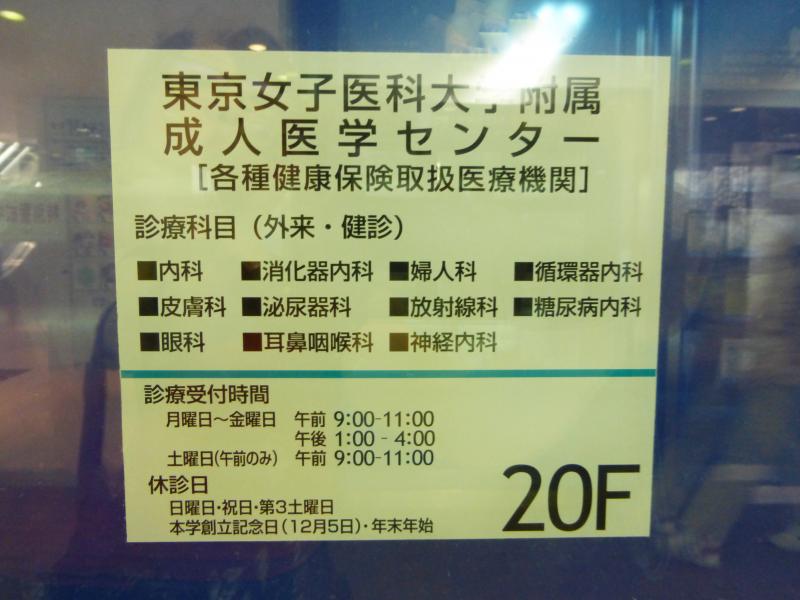 東京女子医科大学附属
成人医学センター
［各種健康保険取扱医療機関］
診療科目（外来・健診）
■内科 ■消化器内科 ■婦人科 ■循環器内科
■皮膚科 ■泌尿器科 ■放射線科 ■糖尿病内科
■眼科 ■耳鼻咽喉科 ■神経内科
診療受付時間
月曜日～金曜日 午前 9:00-11:00
午後 1:00 - 4:00
土曜日(午前のみ) 午前 9:00-11:00
休診日
日曜日・祝日・第3土曜日
本学創立記念日(12月5日)・年末年始
20F